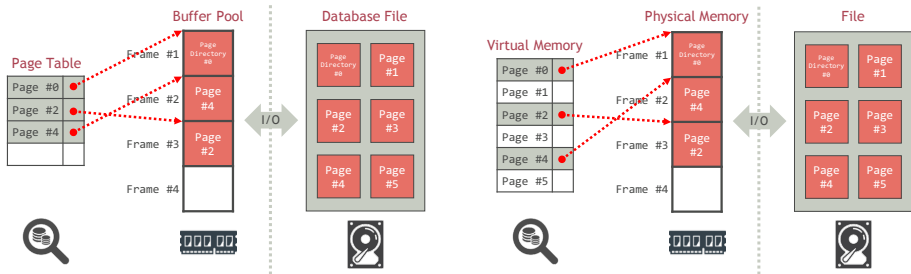 Buffer Pool
Database File
Page Table
Page #0
Page #2
Page #4
Frame #1
Frame #2
Frame #3
Frame #4
Page
Directory
#0
Page
#4
Page
#2
I/O
Page
Directory
#0
Page
#1
Page
#2
Page
#3
Page
#4
Page
#5
Physical Memory
File
Virtual Memory
Page #0
Page #1
Page #2
Page #3
Page #4
Page #5
Frame #1
Frame #2
Frame #3
Frame #4
Page
Directory
#0
Page
#4
Page
#2
I/O
Page
Directory
#0
Page
#1
Page
#2
Page
#3
Page
#4
Page
#5